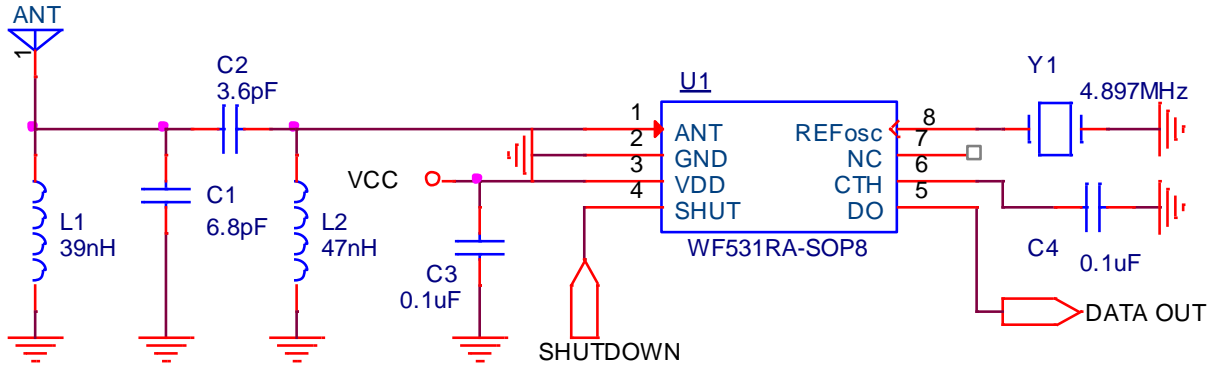 ANT
1
C2
3.6pF
C1
6.8pF
L1
39nH
L2
47nH
VCC
C3
0.1uF
SHUTDOWN
U1
1
2
3
4
ANT
GND
VDD
SHUT
REFosc
NC
CTH
DO
8
7
6
5
WF531RA-SOP8
Y1
4.897MHz
C4
0.1uF
DATA OUT